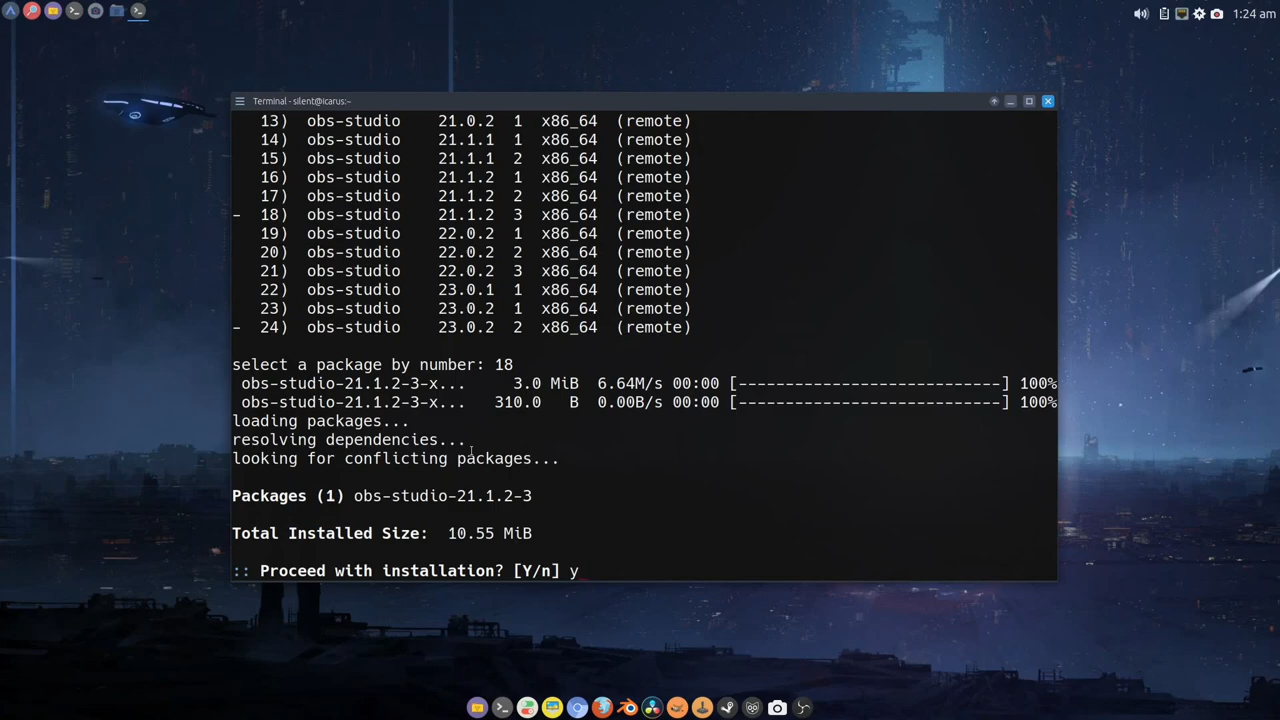 1:24 am
Terminal - silent@icarus:~
13) obs-studio 21.0.2 1 x86_64 (remote)
14) obs-studio 21.1.1 1 x86_64 (remote)
15) obs-studio 21.1.1 2 x86_64 (remote)
16) obs-studio 21.1.2 1 x86_64 (remote)
17) obs-studio 21.1.2 2 x86_64 (remote)
- 18) obs-studio 21.1.2 3 x86_64 (remote)
19) obs-studio 22.0.2 1 x86_64 (remote)
20) obs-studio 22.0.2 2 x86_64 (remote)
21) obs-studio 22.0.2 3 x86_64 (remote)
22) obs-studio 23.0.1 1 x86_64 (remote)
23) obs-studio 23.0.2 1 x86_64 (remote)
- 24) obs-studio 23.0.2 2 x86_64 (remote)
select a package by number: 18
obs-studio-21.1.2-3-x... 3.0 MiB 6.64M/s 00:00 [----------------------------] 100%
obs-studio-21.1.2-3-x... 310.0 B 0.00B/s 00:00 [----------------------------] 100%
loading packages...
resolving dependencies...
looking for conflicting packages...
Packages (1) obs-studio-21.1.2-3
Total Installed Size: 10.55 MiB
:: Proceed with installation? [Y/n] y